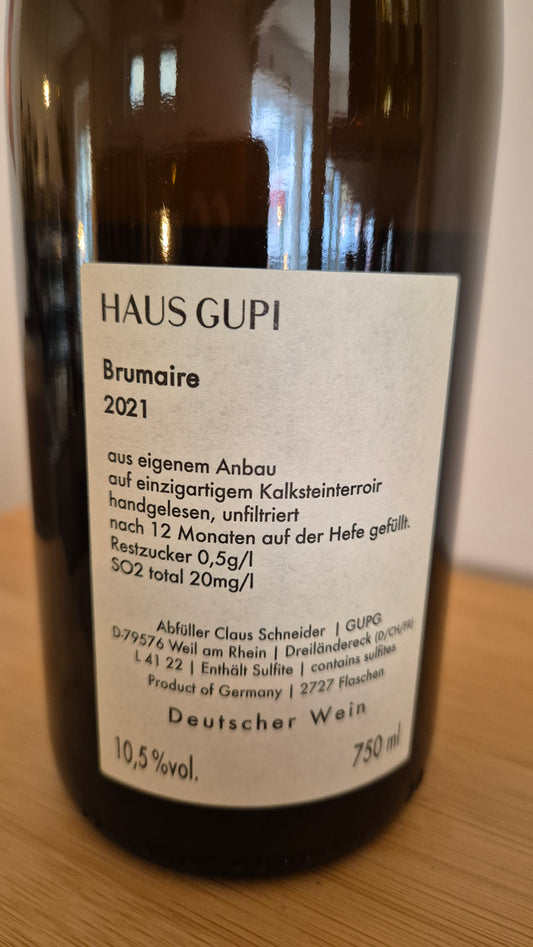 HAUS GUPI
Brumaire
2021
aus eigenem Anbau
auf einzigartigem Kalksteinterroir
handgelesen, unfiltriert
nach 12 Monaten auf der Hefe gefüllt.
Restzucker 0,5g/l
SO2 total 20mg/l
Abfüller Claus Schneider | GUPG
D-79576 Weil am Rhein | Dreiländereck (D/CH/FR)
L 41 22 | Enthält Sulfite | contains sulfites
Product of Germany | 2727 Flaschen
Deutscher Wein
10,5%vol. 750 ml